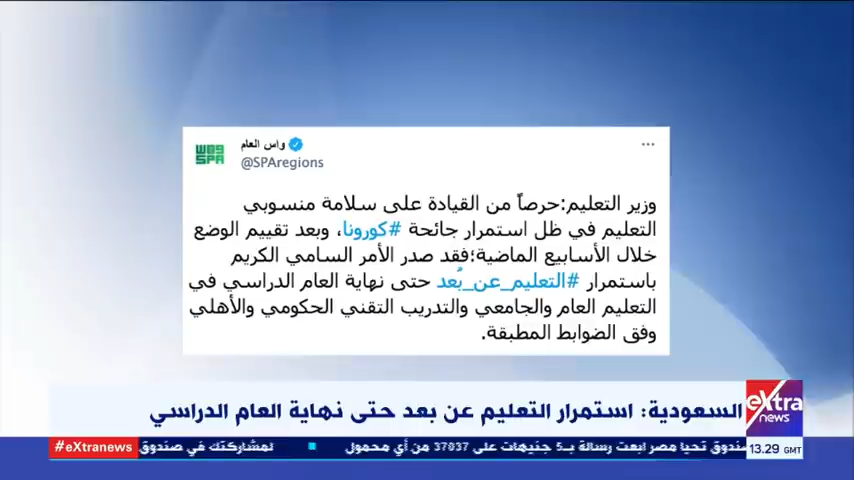 واس العام
@SPAregions
وزير التعليم:حرصاً من القيادة على سلامة منسوبي
التعليم في ظل استمرار جائحة #كورونا، وبعد تقييم الوضع
خلال الأسابيع الماضية؛فقد صدر الأمر السامي الكريم
باستمرار #التعليم_عن_بُعد حتى نهاية العام الدراسي في
التعليم العام والجامعي والتدريب التقني الحكومي والأهلي
وفق الضوابط المطبقة.
السعودية: استمرار التعليم عن بعد حتى نهاية العام الدراسي
eXtra
news
صندوق تحيا مصر ابعت رسالة بـ5 جنيهات على 37037 من أي محمول
لمشاركتك في صندوق
#eXtranews
13.29 GMT